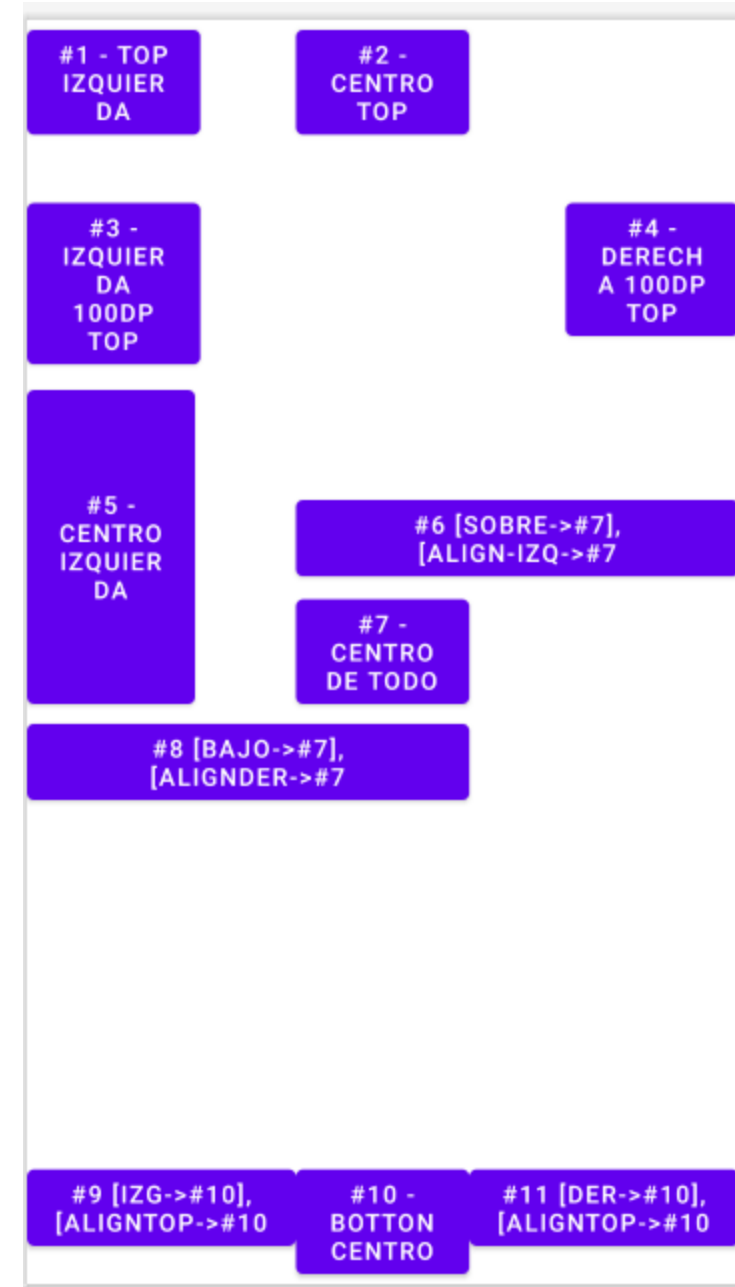 #1 - TOP
IZQUIER
DA
#2 -
CENTRO
TOP
#3 -
IZQUIER
DA
100DP
TOP
#4 -
DERECH
A 100DP
TOP
#5 -
CENTRO
IZQUIER
DA
#6 [SOBRE->#7],
[ALIGN-IZQ->#7
#7 -
CENTRO
DE TODO
#8 [BAJO->#7],
[ALIGNDER->#7
#9 [IZG->#10],
[ALIGNTOP->#10
#10 -
BOTTON
CENTRO
#11 [DER->#10],
[ALIGNTOP->#10